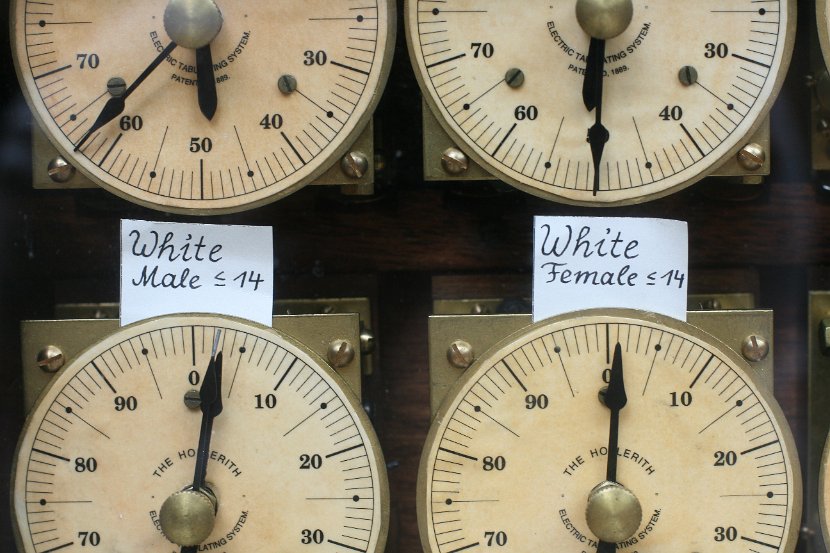 70
ELECTRIC TABULATING SYSTEM.
60
50
40
30
70
ELECTRIC TABULATING SYSTEM.
60
40
30
White
Male ≤ 14
White
Female ≤ 14
0
10
90
80
20
THE HOLLERITH
70
30
0
10
90
80
20
THE HOLLERITH
ELECTRIC TABULATING SYSTEM.
70
30